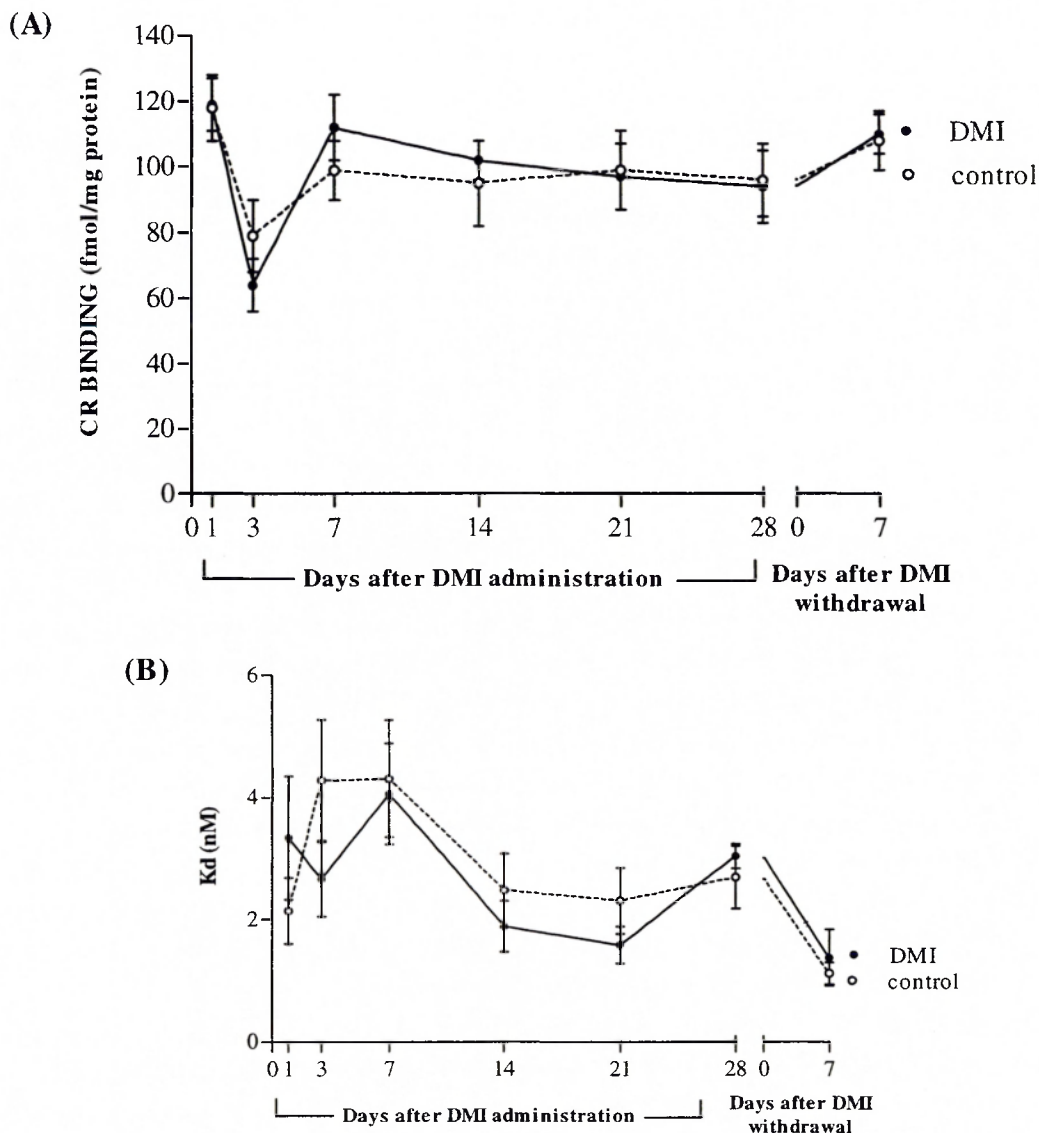 (A)
140
120
100
80
60
40
20
0
CR BINDING (fmol/mg protein)
DMI
control
0 1 3 7 14 21 28 0 7
Days after DMI administration
Days after DMI
withdrawal
(B)
6
4
2
0
Kd (nM)
DMI
control
0 1 3 7 14 21 28 0 7
Days after DMI administration
Days after DMI
withdrawal